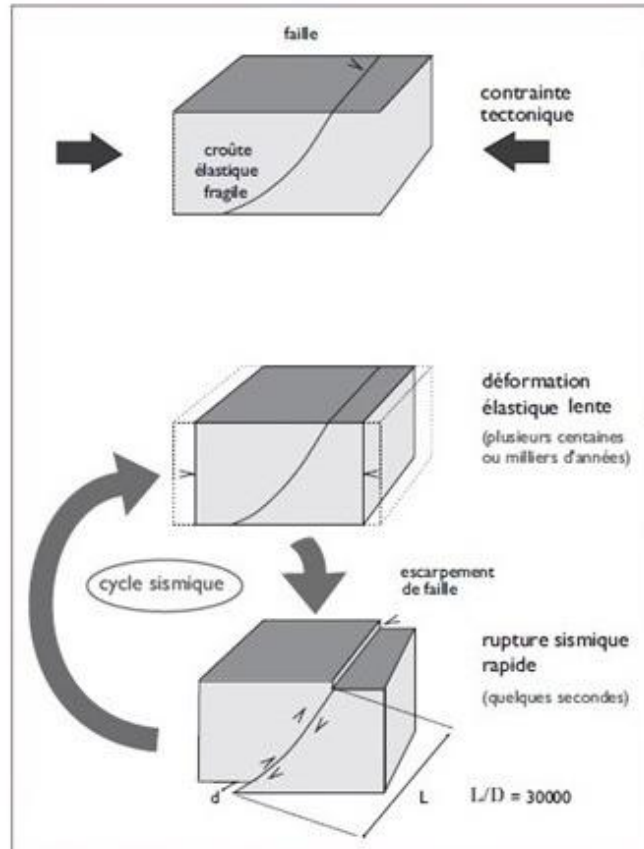 faille
contrainte
tectonique
croûte
élastique
fragile
déformation
élastique lente
(plusieurs centaines
ou milliers d'années)
cycle sismique
escarpement
de faille
rupture sismique
rapide
(quelques secondes)
d
L
L/D = 30000